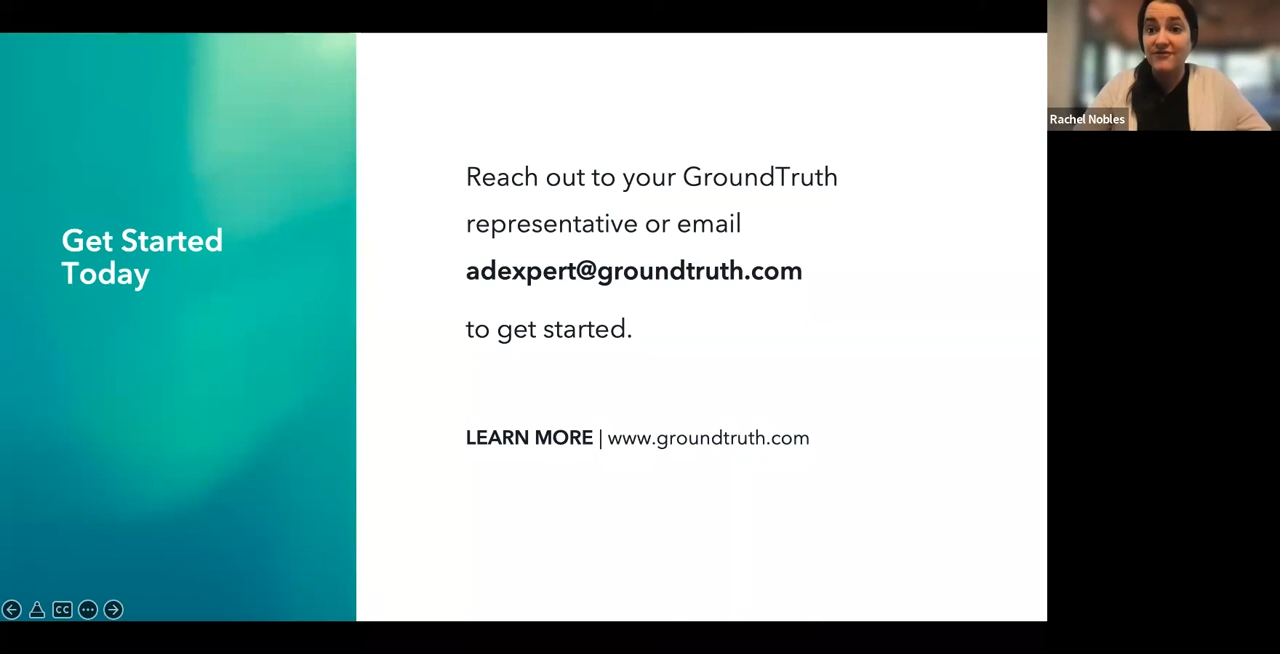 Get Started
Today
Reach out to your GroundTruth
representative or email
adexpert@groundtruth.com
to get started.
LEARN MORE | www.groundtruth.com
Rachel Nobles
CC